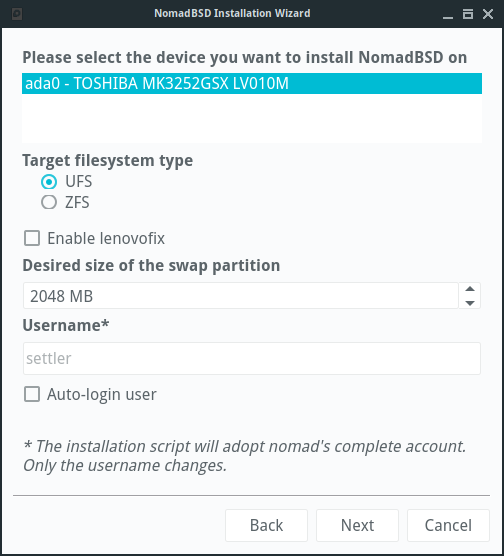 NomadBSD Installation Wizard
Please select the device you want to install NomadBSD on
ada0 - TOSHIBA MK3252GSX LV010M
Target filesystem type
UFS
ZFS
Enable lenovofix
Desired size of the swap partition
2048 MB
Username*
settler
Auto-login user
* The installation script will adopt nomad's complete account.
Only the username changes.
Back Next Cancel